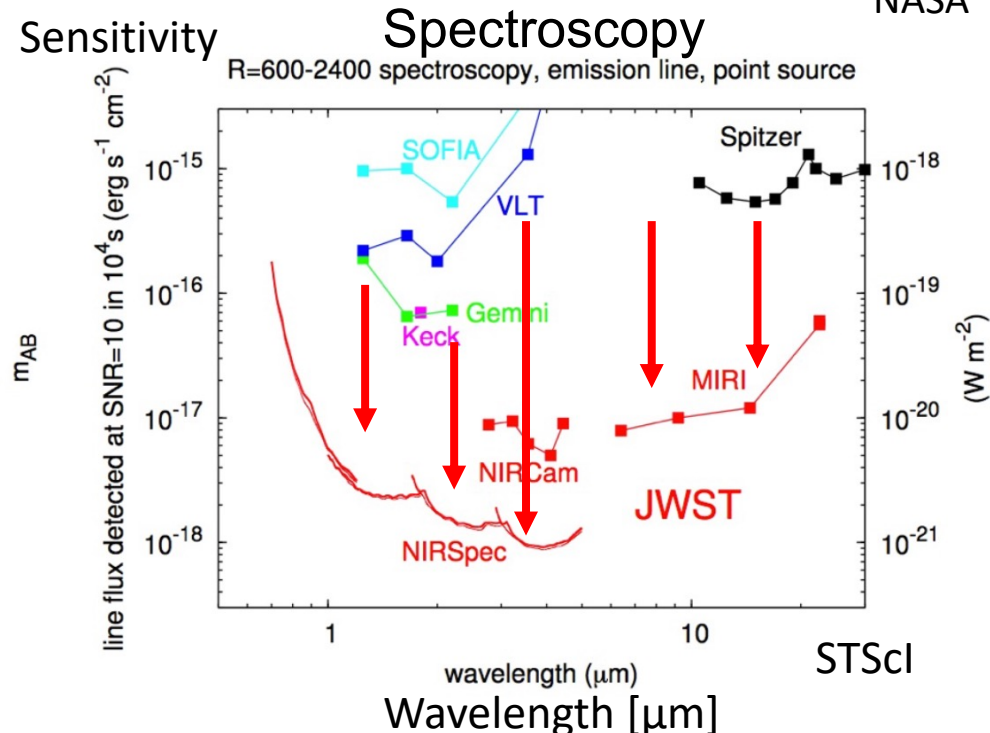 NASA
Sensitivity
Spectroscopy
R=600-2400 spectroscopy, emission line, point source
m_AB
line flux detected at SNR=10 in 10^4 s (erg s^-1 cm^-2)
10^-15
10^-16
10^-17
10^-18
SOFIA
VLT
Spitzer
Gemini
Keck
MIRI
NIRCam
JWST
NIRSpec
10^-18
10^-19
10^-20
10^-21
(W m^-2)
1 10
STScI
wavelength (μm)
Wavelength [μm]